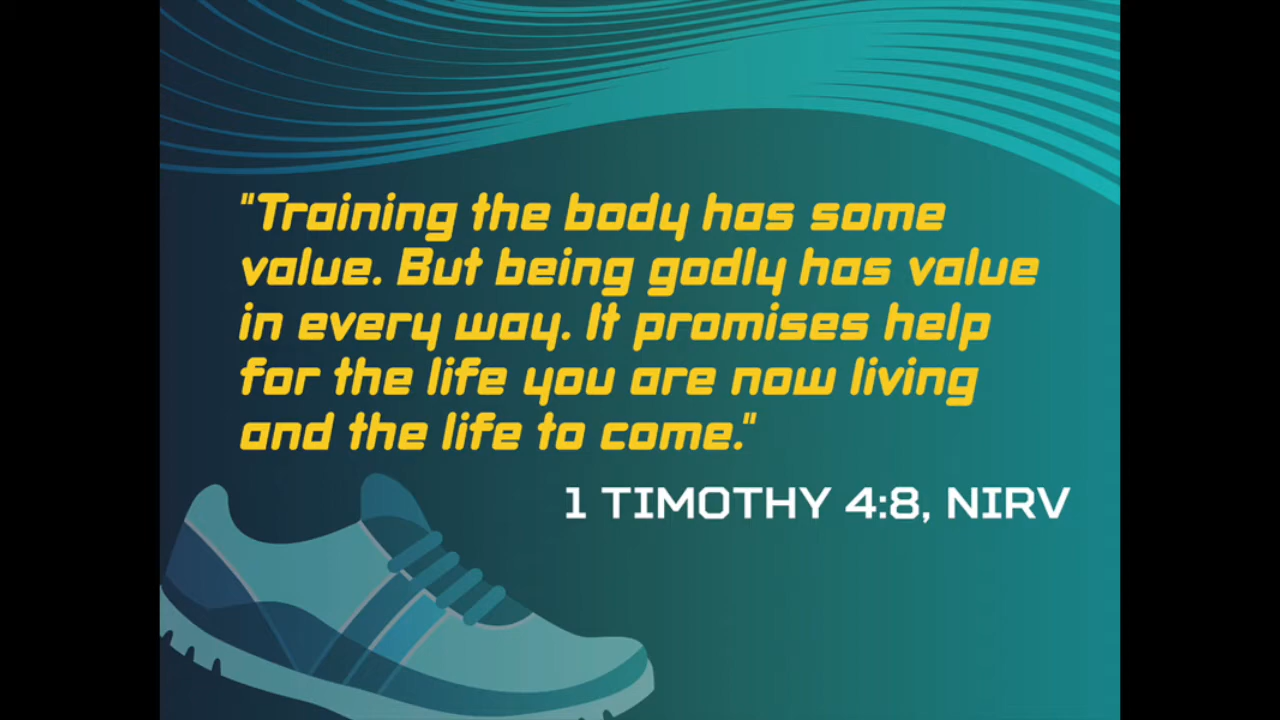 "Training the body has some
value. But being godly has value
in every way. It promises help
for the life you are now living
and the life to come."
1 TIMOTHY 4:8, NIRV